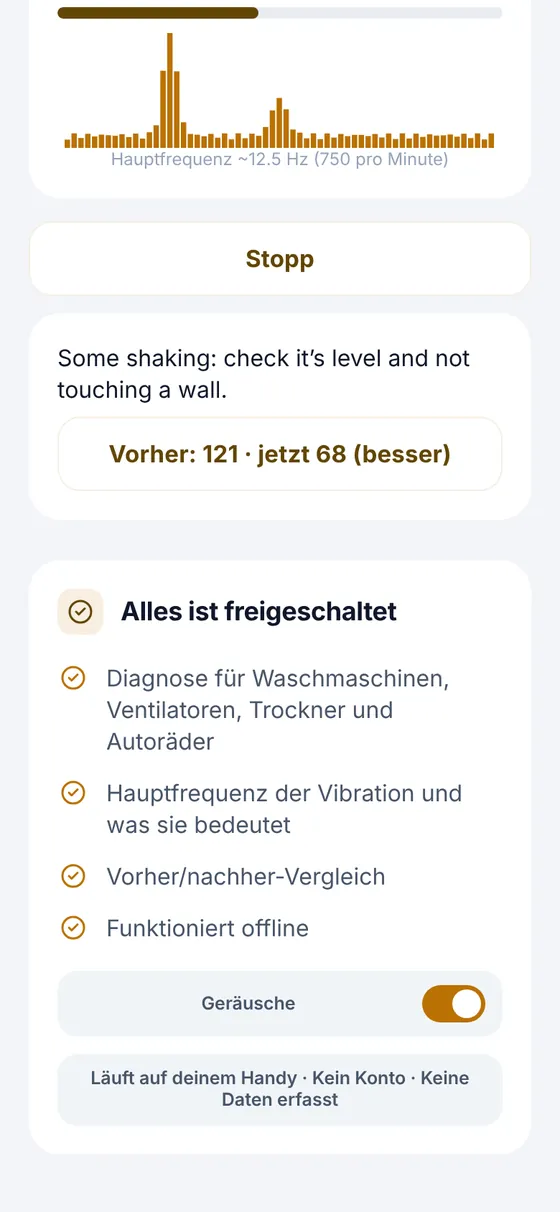 Hauptfrequenz ~12.5 Hz (750 pro Minute)
Stopp
Some shaking: check it’s level and not
touching a wall.
Vorher: 121 · jetzt 68 (besser)
Alles ist freigeschaltet
Diagnose für Waschmaschinen,
Ventilatoren, Trockner und
Autoräder
Hauptfrequenz der Vibration und
was sie bedeutet
Vorher/nachher-Vergleich
Funktioniert offline
Geräusche
Läuft auf deinem Handy · Kein Konto · Keine
Daten erfasst